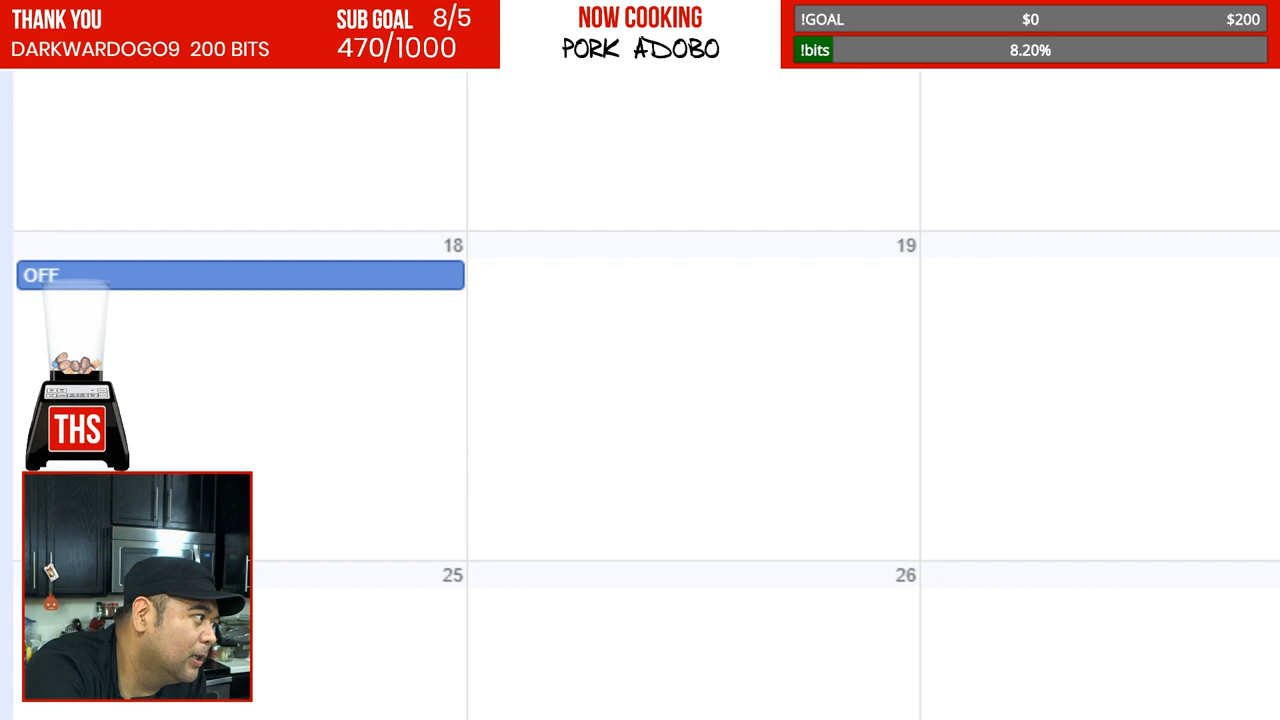 THANK YOU
DARKWARDOGO9 200 BITS
SUB GOAL 8/5
470/1000
NOW COOKING
PORK ADOBO
!GOAL $0 $200
!bits 8.20%
18
19
OFF
THS
25
26